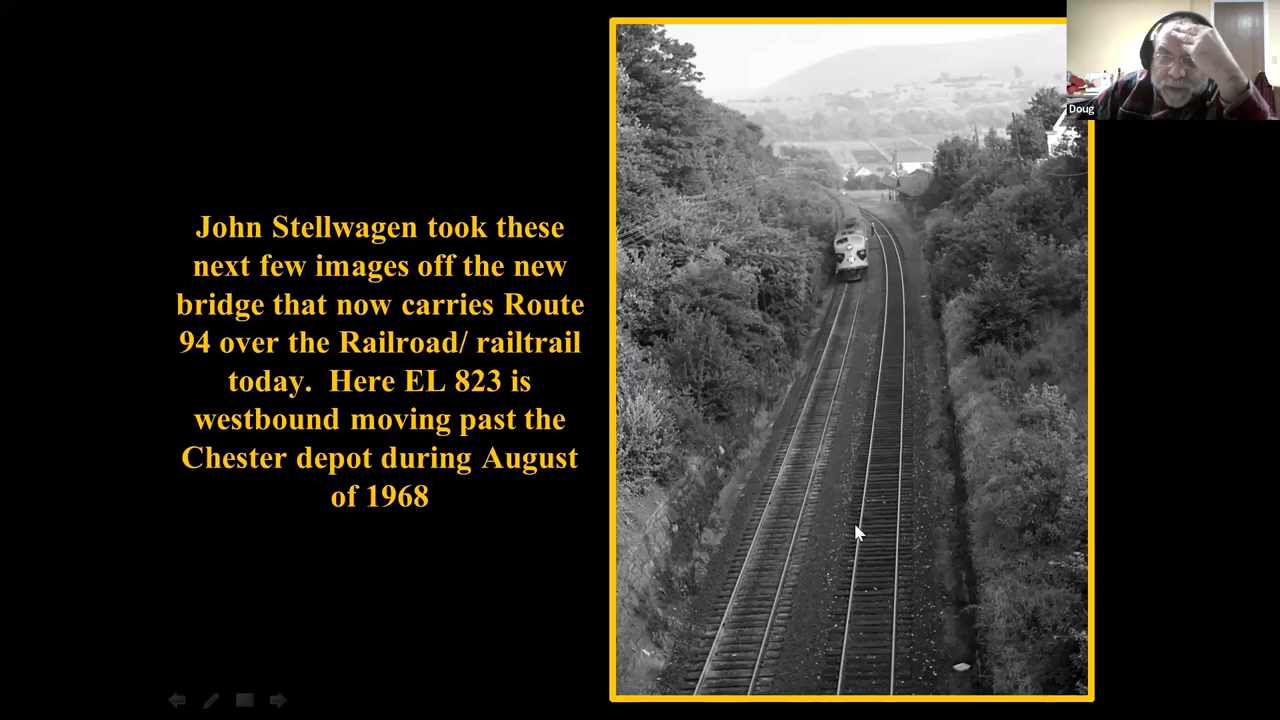 John Stellwagen took these
next few images off the new
bridge that now carries Route
94 over the Railroad/ railtrail
today.  Here EL 823 is
westbound moving past the
Chester depot during August
of 1968
Doug